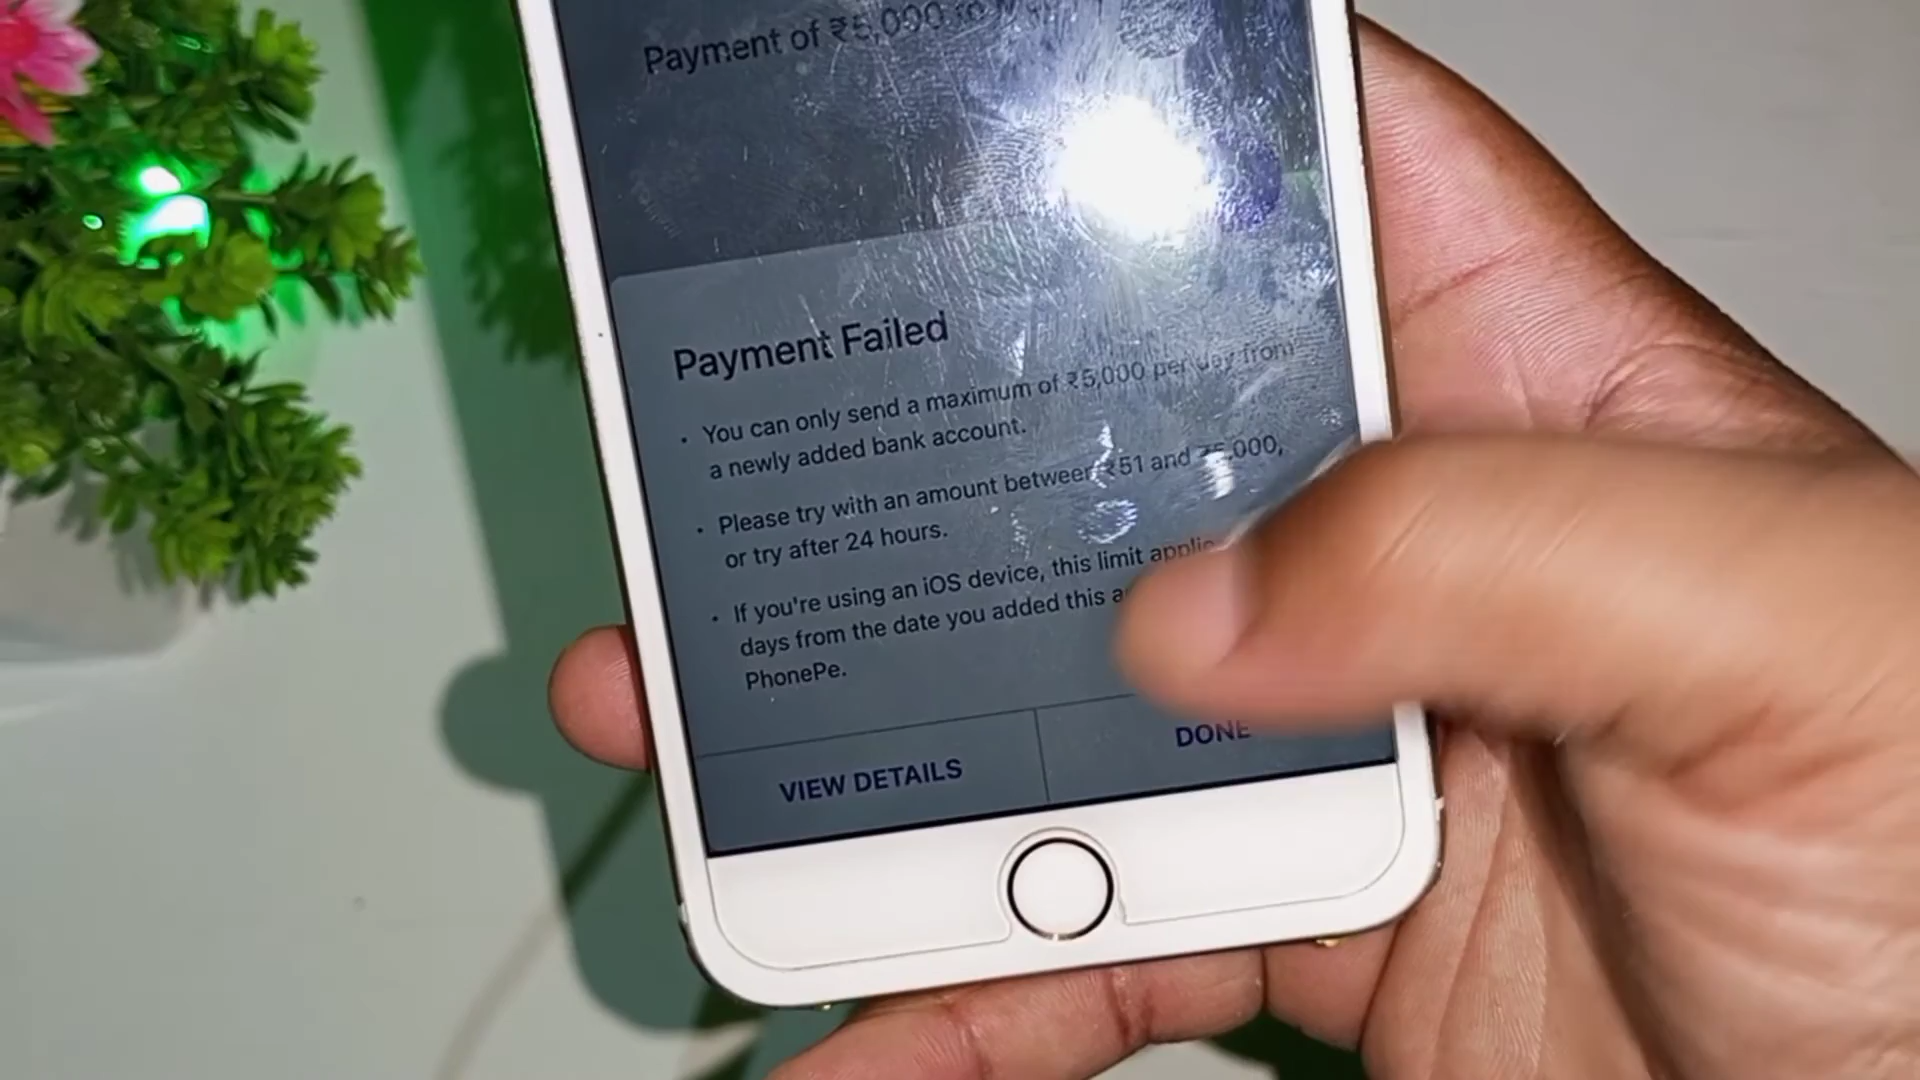 Payment of ₹5,000 to
Payment Failed
• You can only send a maximum of ₹5,000 per day from
a newly added bank account.
• Please try with an amount between ₹51 and ₹5,000,
or try after 24 hours.
• If you're using an iOS device, this limit
days from the date you added this
PhonePe.
VIEW DETAILS
DONE